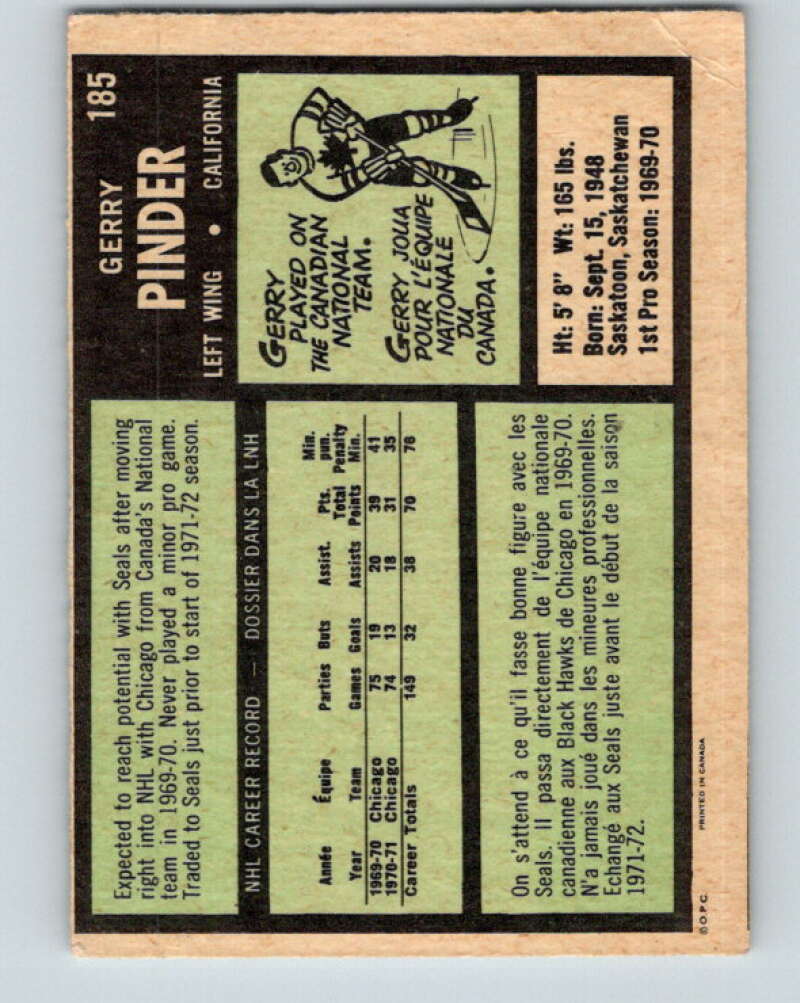 GERRY 185
PINDER
LEFT WING • CALIFORNIA
Expected to reach potential with Seals after moving
right into NHL with Chicago from Canada's National
team in 1969-70. Never played a minor pro game.
Traded to Seals just prior to start of 1971-72 season.
GERRY
PLAYED ON
THE CANADIAN
NATIONAL
TEAM.
GERRY JOUA
POUR L'ÉQUIPE
NATIONALE
DU
CANADA.
NHL CAREER RECORD — DOSSIER DANS LA LNH
Année Équipe Parties Buts Assist. Pts. Total Min. pun.
Year Team Games Goals Assists Points Penalty Min.
1969-70 Chicago 75 19 20 39 41
1970-71 Chicago 74 13 18 31 35
Career Totals 149 32 38 70 76
Ht: 5' 8" Wt: 165 lbs.
Born: Sept. 15, 1948
Saskatoon, Saskatchewan
1st Pro Season: 1969-70
On s'attend à ce qu'il fasse bonne figure avec les
Seals. Il passa directement de l'équipe nationale
canadienne aux Black Hawks de Chicago en 1969-70.
N'a jamais joué dans les mineures professionnelles.
Echangé aux Seals juste avant le début de la saison
1971-72.
© O.P.C. PRINTED IN CANADA